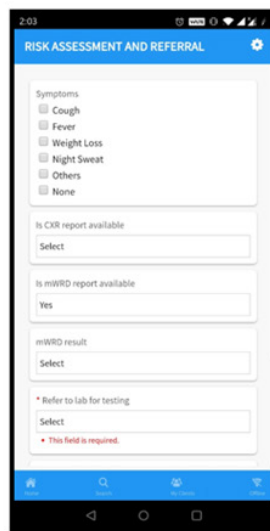 2:03
RISK ASSESSMENT AND REFERRAL
Symptoms
Cough
Fever
Weight Loss
Night Sweat
Others
None
Is CXR report available
Select
Is mWRD report available
Yes
mWRD result
Select
* Refer to lab for testing
Select
• This field is required.
Home
Search
My Clients
Offline